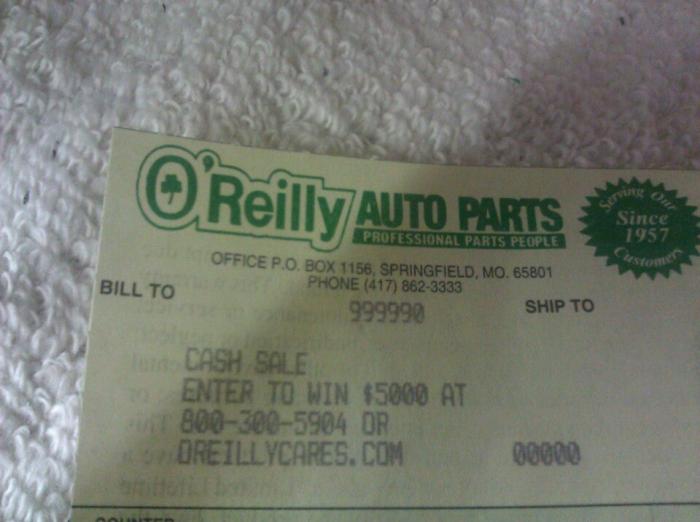 O'Reilly AUTO PARTS
PROFESSIONAL PARTS PEOPLE
Serving Our
Since
1957
Customers
OFFICE P.O. BOX 1156, SPRINGFIELD, MO. 65801
PHONE (417) 862-3333
BILL TO
999990
SHIP TO
CASH SALE
ENTER TO WIN $5000 AT
800-300-5904 OR
OREILLYCARES.COM 00000
COUNTER